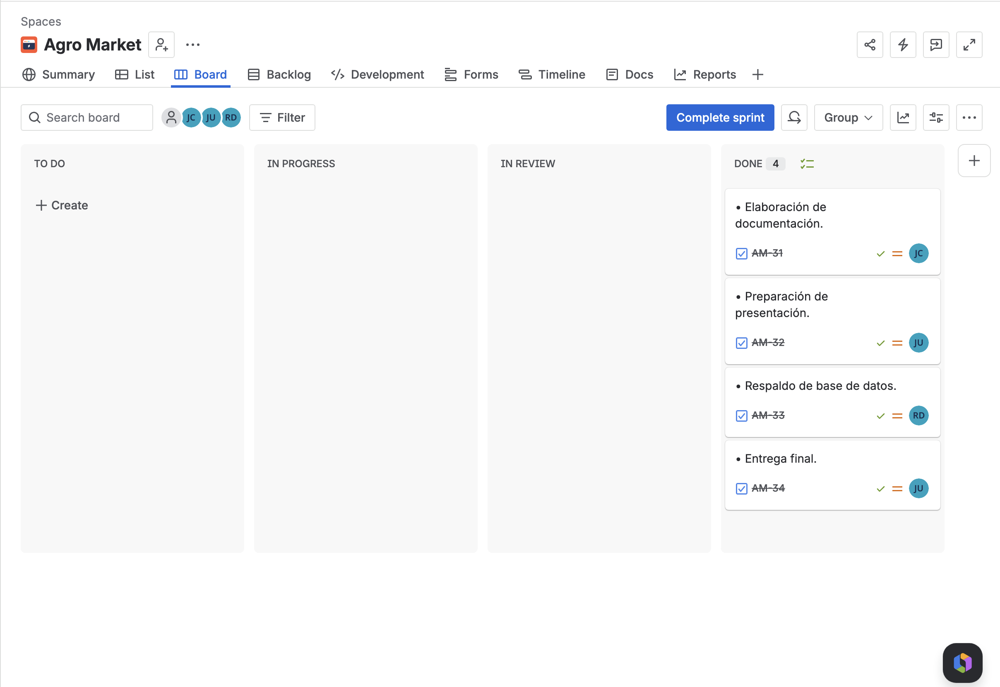 Spaces
Agro Market
Summary List Board Backlog Development Forms Timeline Docs Reports
Search board JC JU RD Filter Complete sprint Group
TO DO IN PROGRESS IN REVIEW DONE 4
Create
• Elaboración de
documentación.
AM-31 JC
• Preparación de
presentación.
AM-32 JU
• Respaldo de base de datos.
AM-33 RD
• Entrega final.
AM-34 JU